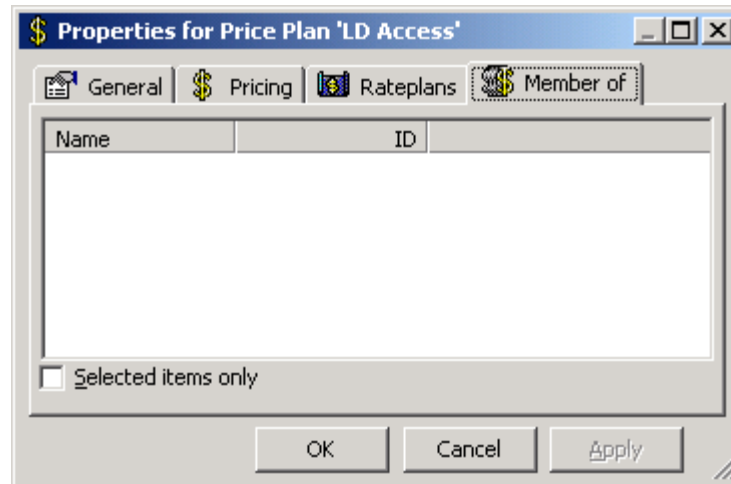 Properties for Price Plan 'LD Access'
General Pricing Rateplans Member of
Name ID
Selected items only
OK Cancel Apply